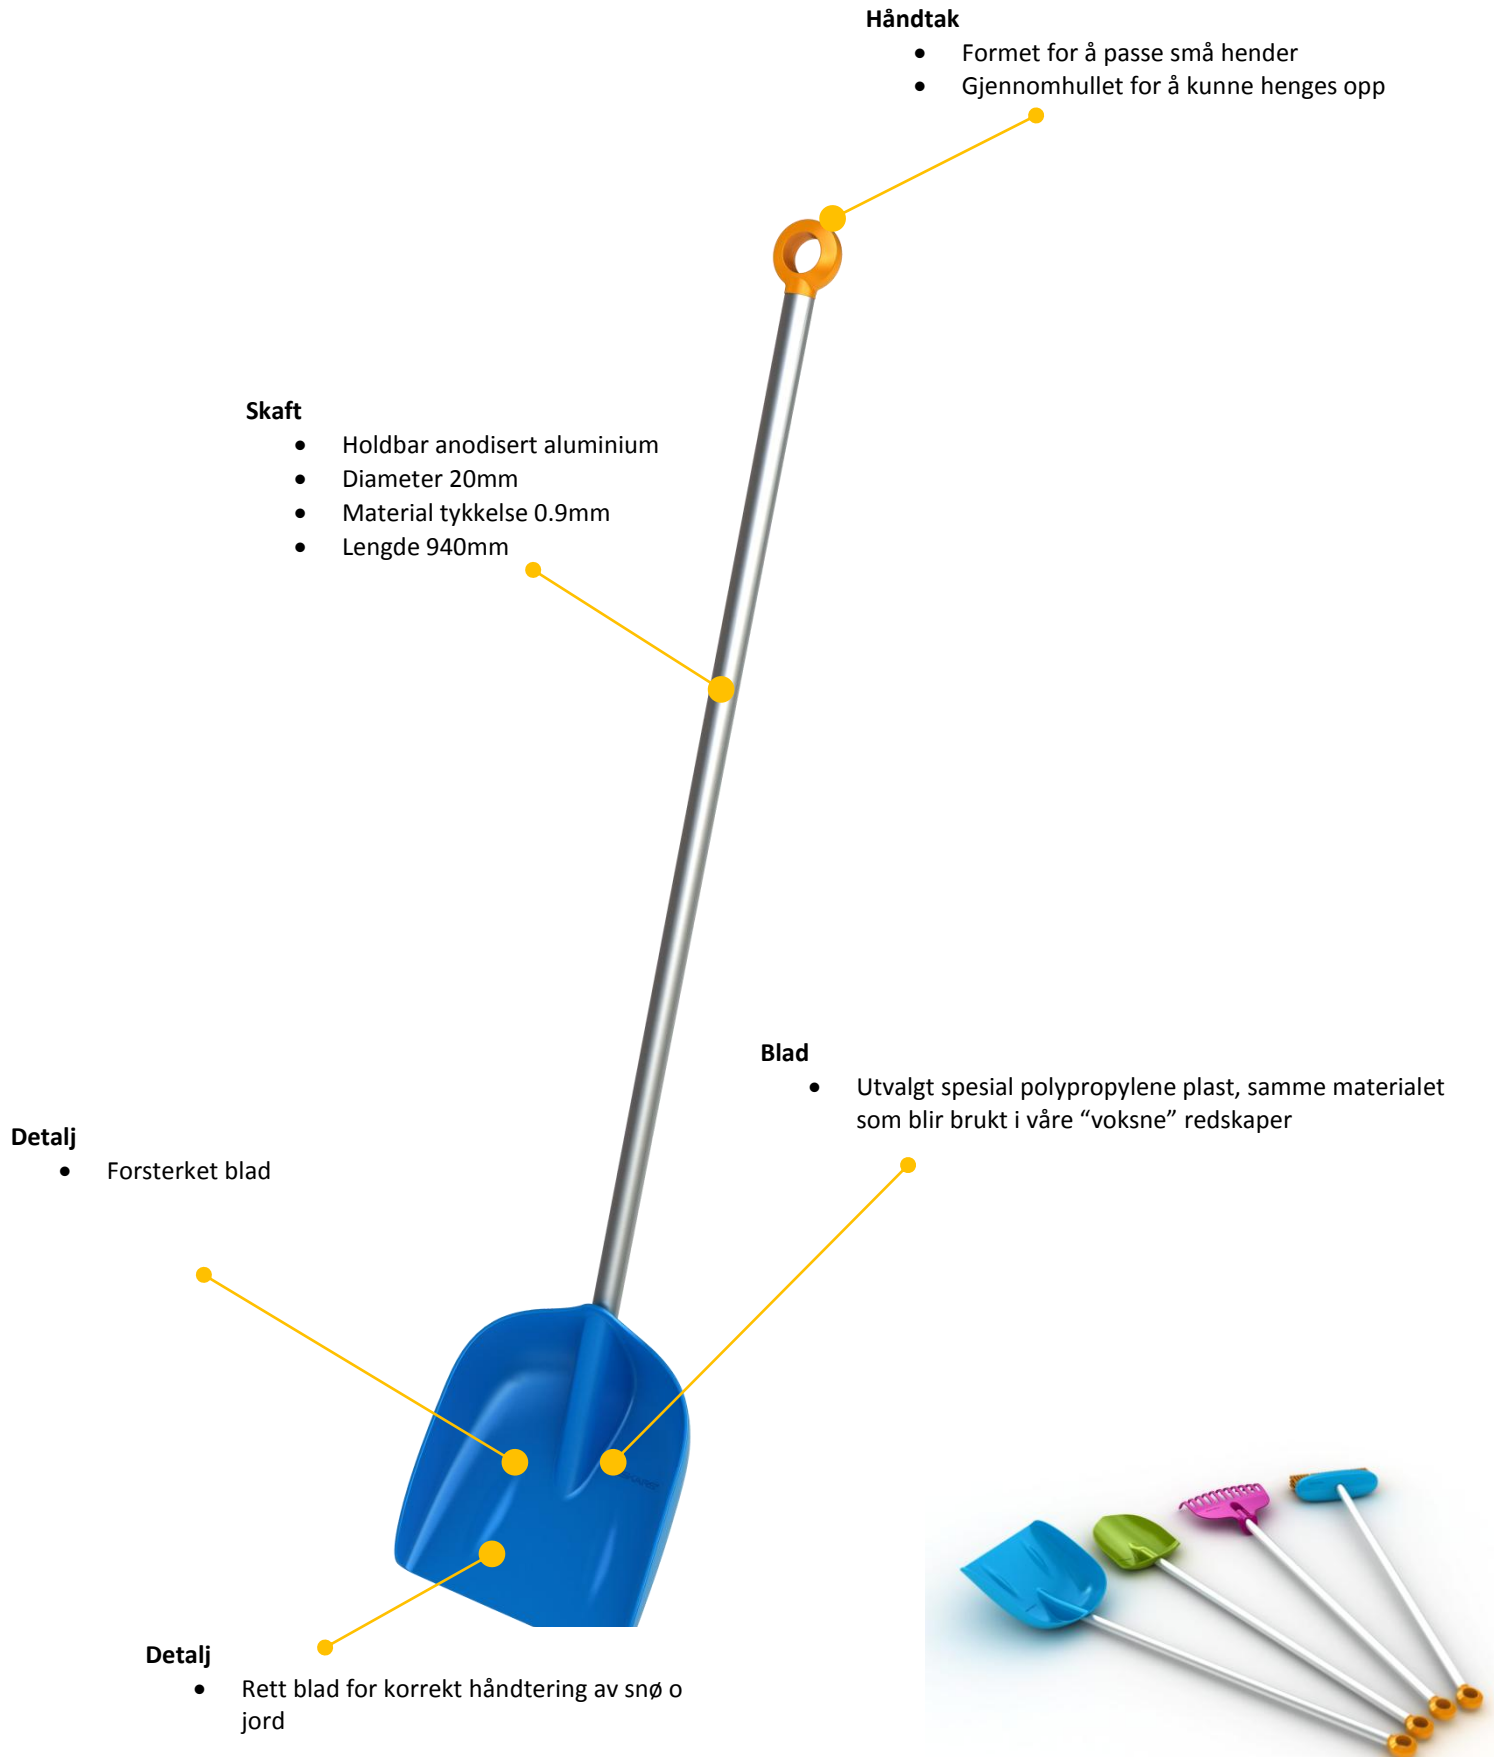 Håndtak
• Formet for å passe små hender
• Gjennomhullet for å kunne henges opp
Skaft
• Holdbar anodisert aluminium
• Diameter 20mm
• Material tykkelse 0.9mm
• Lengde 940mm
Blad
• Utvalgt spesial polypropylene plast, samme materialet
som blir brukt i våre “voksne” redskaper
Detalj
• Forsterket blad
Detalj
• Rett blad for korrekt håndtering av snø o
jord